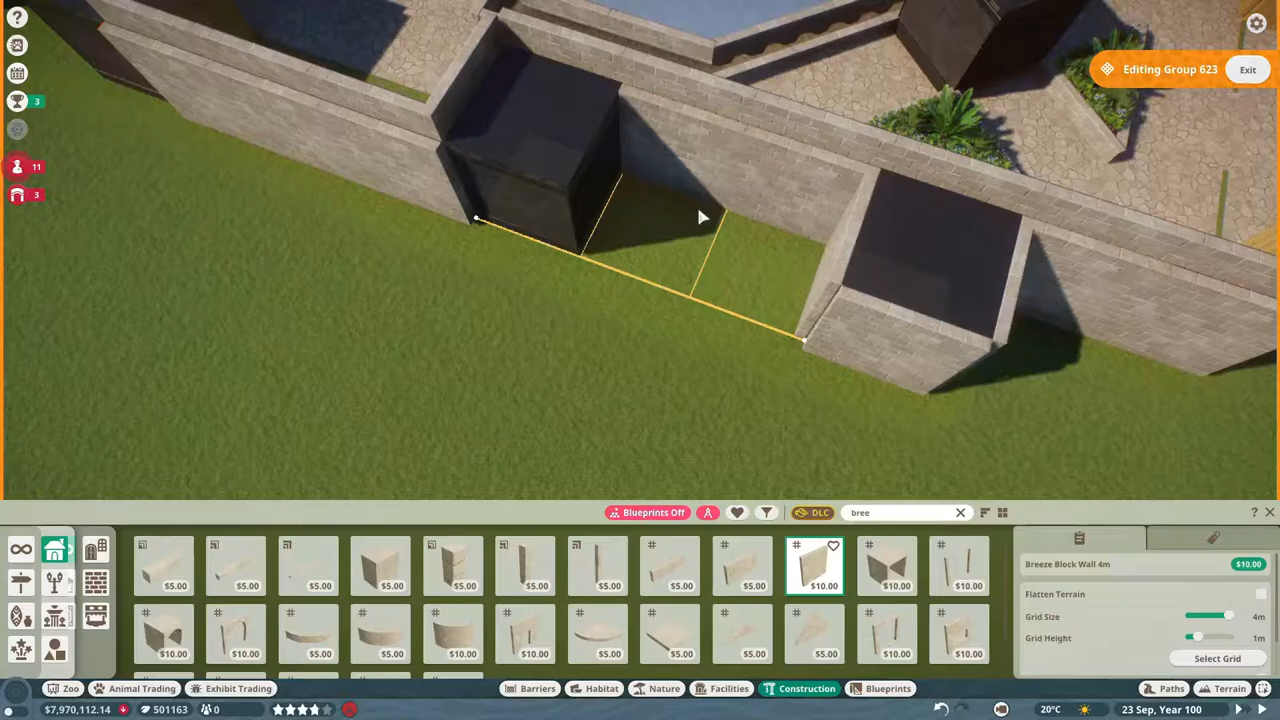 ?
Editing Group 623
Exit
3
11
3
Blueprints Off
DLC
bree
?
$5.00
$5.00
$5.00
$5.00
$5.00
$5.00
$5.00
$5.00
$5.00
$10.00
$10.00
$10.00
$10.00
$10.00
$5.00
$5.00
$5.00
$10.00
$5.00
$5.00
$5.00
$5.00
$10.00
$10.00
Breeze Block Wall 4m
$10.00
Flatten Terrain
Grid Size
4m
Grid Height
1m
Select Grid
Zoo
Animal Trading
Exhibit Trading
Barriers
Habitat
Nature
Facilities
Construction
Blueprints
Paths
Terrain
$7,970,112.14
501163
0
20°C
23 Sep, Year 100